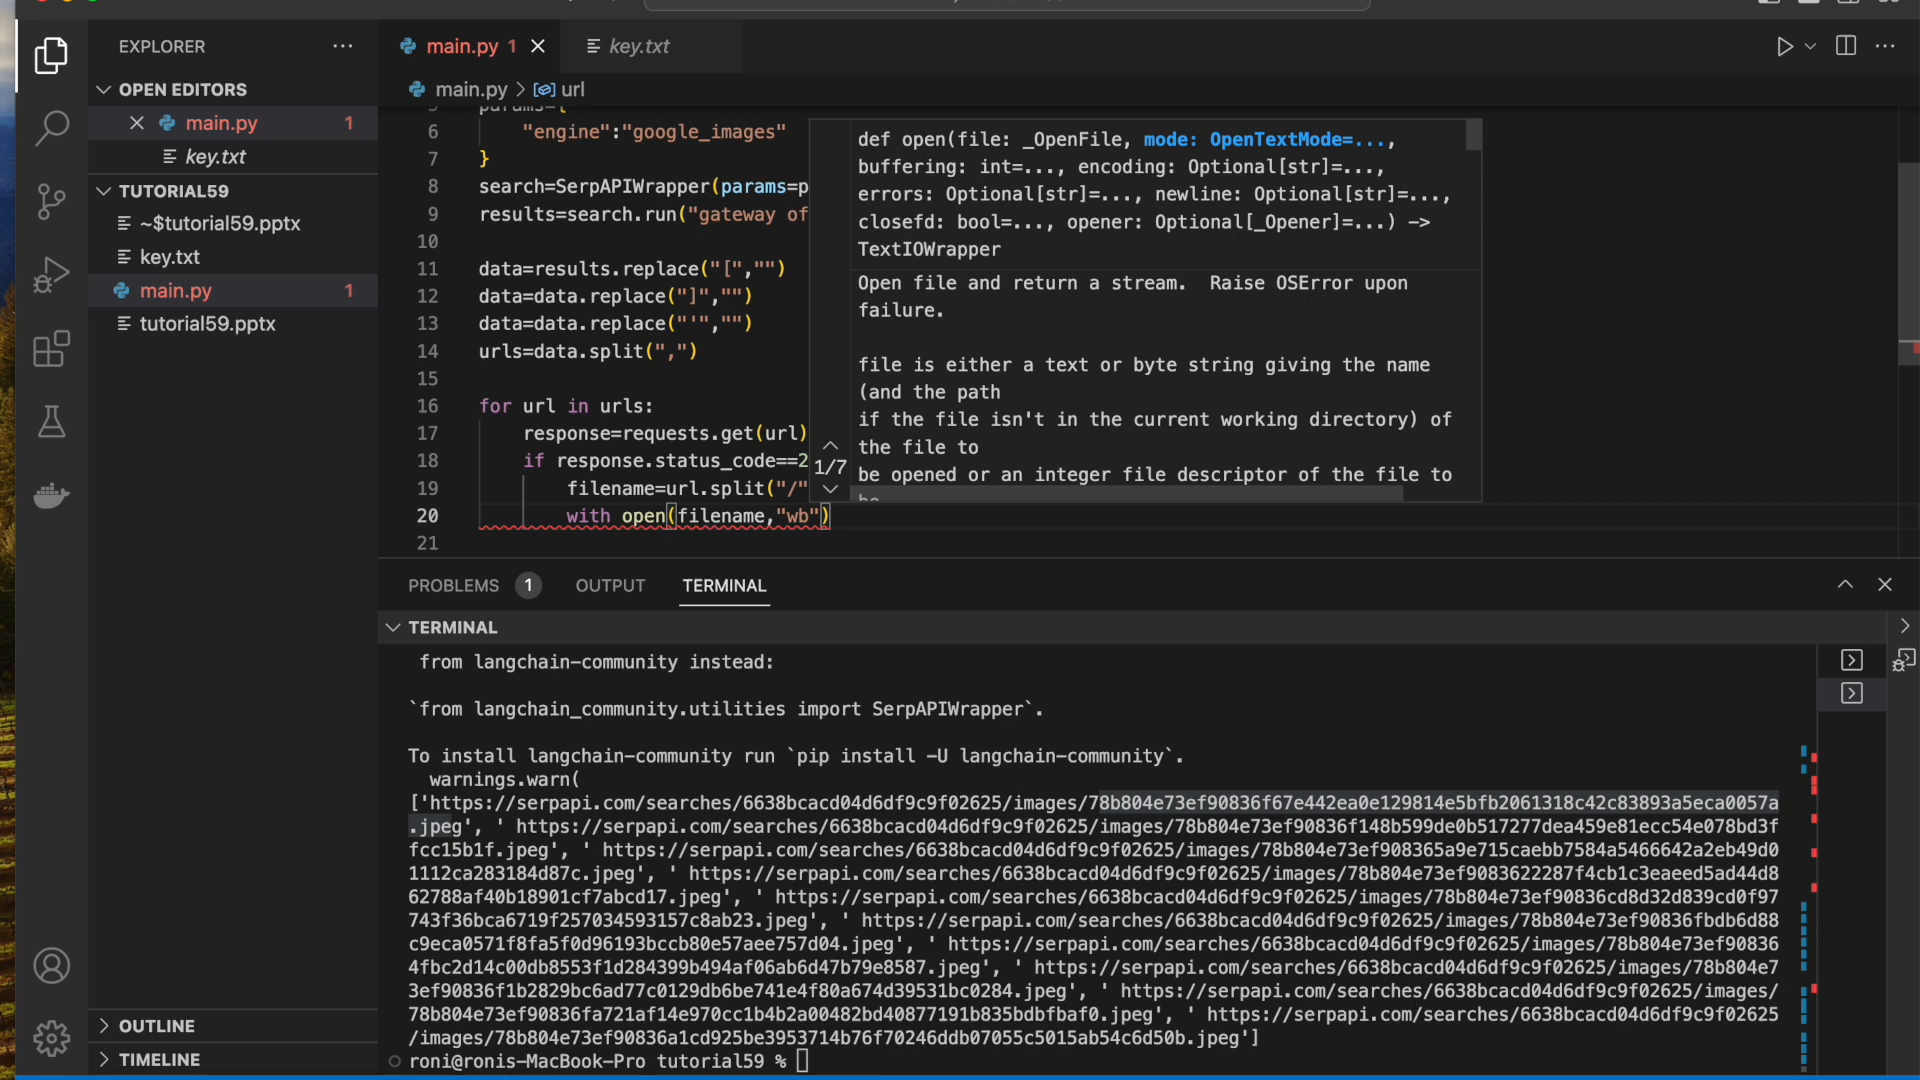 EXPLORER
main.py 1
key.txt
OPEN EDITORS
main.py 1
key.txt
TUTORIAL59
~$tutorial59.pptx
key.txt
main.py 1
tutorial59.pptx
OUTLINE
TIMELINE
main.py > url
5 params={
6 "engine":"google_images"
7 }
8 search=SerpAPIWrapper(params=p
9 results=search.run("gateway of
10
11 data=results.replace("[","")
12 data=data.replace("]","")
13 data=data.replace("'","")
14 urls=data.split(",")
15
16 for url in urls:
17 response=requests.get(url)
18 if response.status_code==2
19 filename=url.split("/"
20 with open(filename,"wb")
21
1/7
def open(file: _OpenFile, mode: OpenTextMode=...,
buffering: int=..., encoding: Optional[str]=...,
errors: Optional[str]=..., newline: Optional[str]=...,
closefd: bool=..., opener: Optional[_Opener]=...) ->
TextIOWrapper
Open file and return a stream.  Raise OSError upon
failure.
file is either a text or byte string giving the name
(and the path
if the file isn't in the current working directory) of
the file to
be opened or an integer file descriptor of the file to
be
PROBLEMS 1 OUTPUT TERMINAL
TERMINAL
from langchain-community instead:
`from langchain_community.utilities import SerpAPIWrapper`.
To install langchain-community run `pip install -U langchain-community`.
warnings.warn(
['https://serpapi.com/searches/6638bcacd04d6df9c9f02625/images/78b804e73ef90836f67e442ea0e129814e5bfb2061318c42c83893a5eca0057a
.jpeg', ' https://serpapi.com/searches/6638bcacd04d6df9c9f02625/images/78b804e73ef90836f148b599de0b517277dea459e81ecc54e078bd3f
fcc15b1f.jpeg', ' https://serpapi.com/searches/6638bcacd04d6df9c9f02625/images/78b804e73ef908365a9e715caebb7584a5466642a2eb49d0
1112ca283184d87c.jpeg', ' https://serpapi.com/searches/6638bcacd04d6df9c9f02625/images/78b804e73ef9083622287f4cb1c3eaeed5ad44d8
62788af40b18901cf7abcd17.jpeg', ' https://serpapi.com/searches/6638bcacd04d6df9c9f02625/images/78b804e73ef90836cd8d32d839cd0f97
743f36bca6719f257034593157c8ab23.jpeg', ' https://serpapi.com/searches/6638bcacd04d6df9c9f02625/images/78b804e73ef90836fbdb6d88
c9eca0571f8fa5f0d96193bccb80e57aee757d04.jpeg', ' https://serpapi.com/searches/6638bcacd04d6df9c9f02625/images/78b804e73ef90836
4fbc2d14c00db8553f1d284399b494af06ab6d47b79e8587.jpeg', ' https://serpapi.com/searches/6638bcacd04d6df9c9f02625/images/78b804e7
3ef90836f1b2829bc6ad77c0129db6be741e4f80a674d39531bc0284.jpeg', ' https://serpapi.com/searches/6638bcacd04d6df9c9f02625/images/
78b804e73ef90836fa721af14e970cc1b4b2a00482bd40877191b835bdbfbaf0.jpeg', ' https://serpapi.com/searches/6638bcacd04d6df9c9f02625
/images/78b804e73ef90836a1cd925be3953714b76f70246ddb07055c5015ab54c6d50b.jpeg']
roni@ronis-MacBook-Pro tutorial59 %